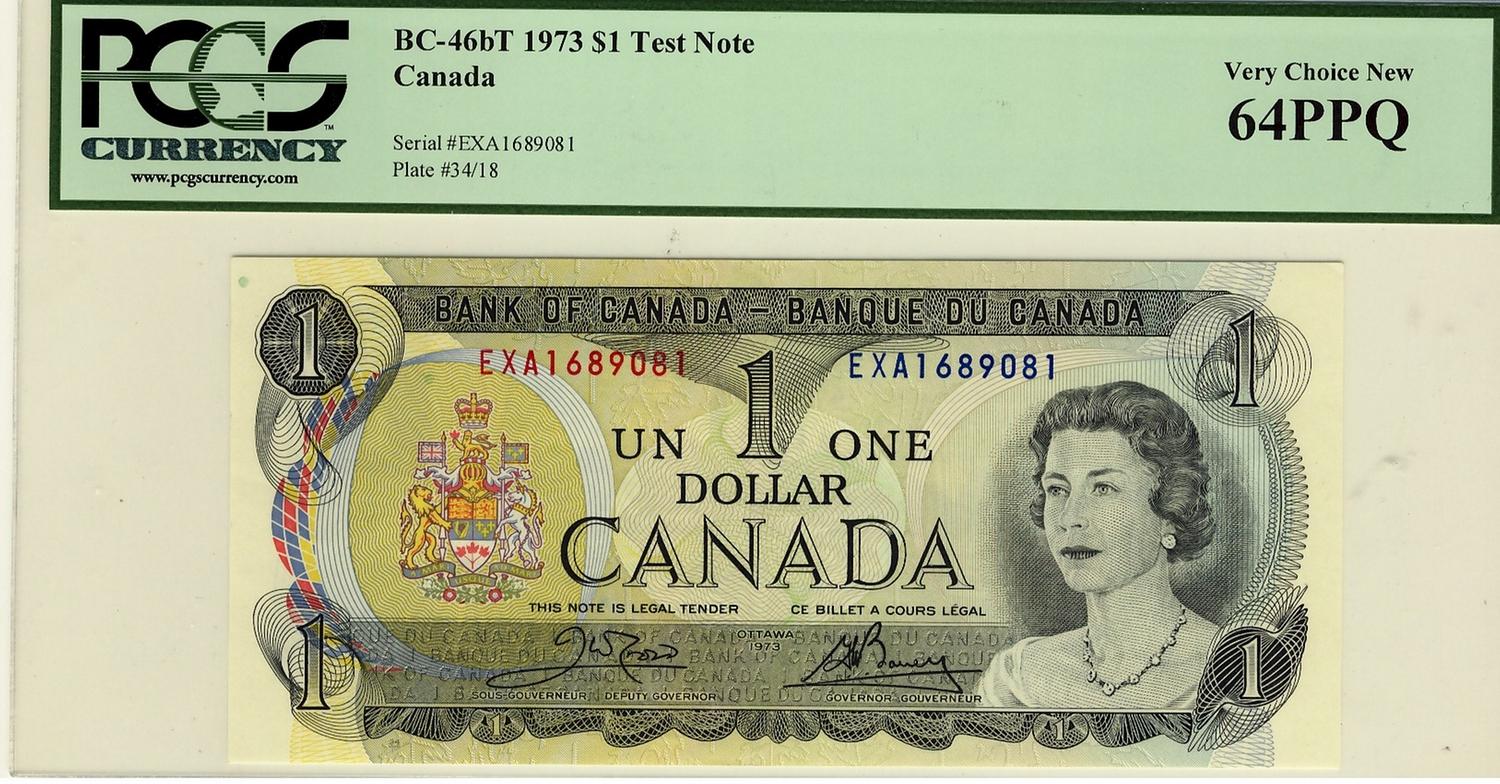 PCGS
CURRENCY
www.pcgscurrency.com
BC-46bT 1973 $1 Test Note
Canada
Serial #EXA1689081
Plate #34/18
Very Choice New
64PPQ
BANK OF CANADA – BANQUE DU CANADA
1
1
EXA1689081
EXA1689081
UN 1 ONE
DOLLAR
CANADA
THIS NOTE IS LEGAL TENDER
CE BILLET A COURS LÉGAL
OTTAWA
1973
SOUS-GOUVERNEUR DEPUTY GOVERNOR
GOVERNOR GOUVERNEUR
1
1
1
1